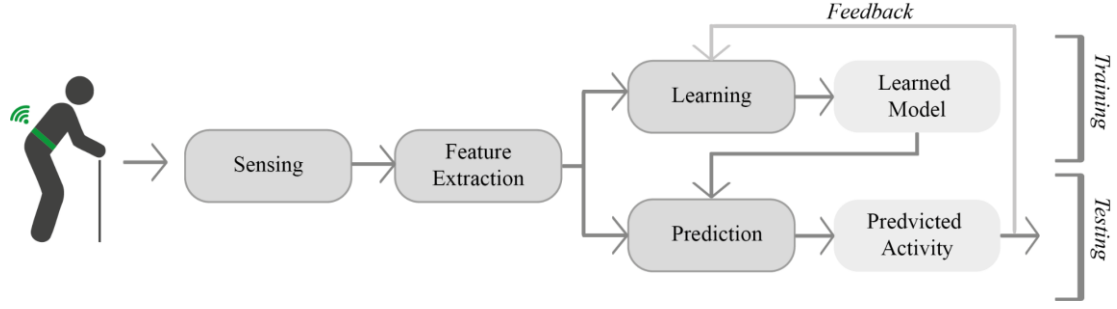 Feedback
Sensing
Feature
Extraction
Learning
Learned
Model
Training
Prediction
Predvicted
Activity
Testing